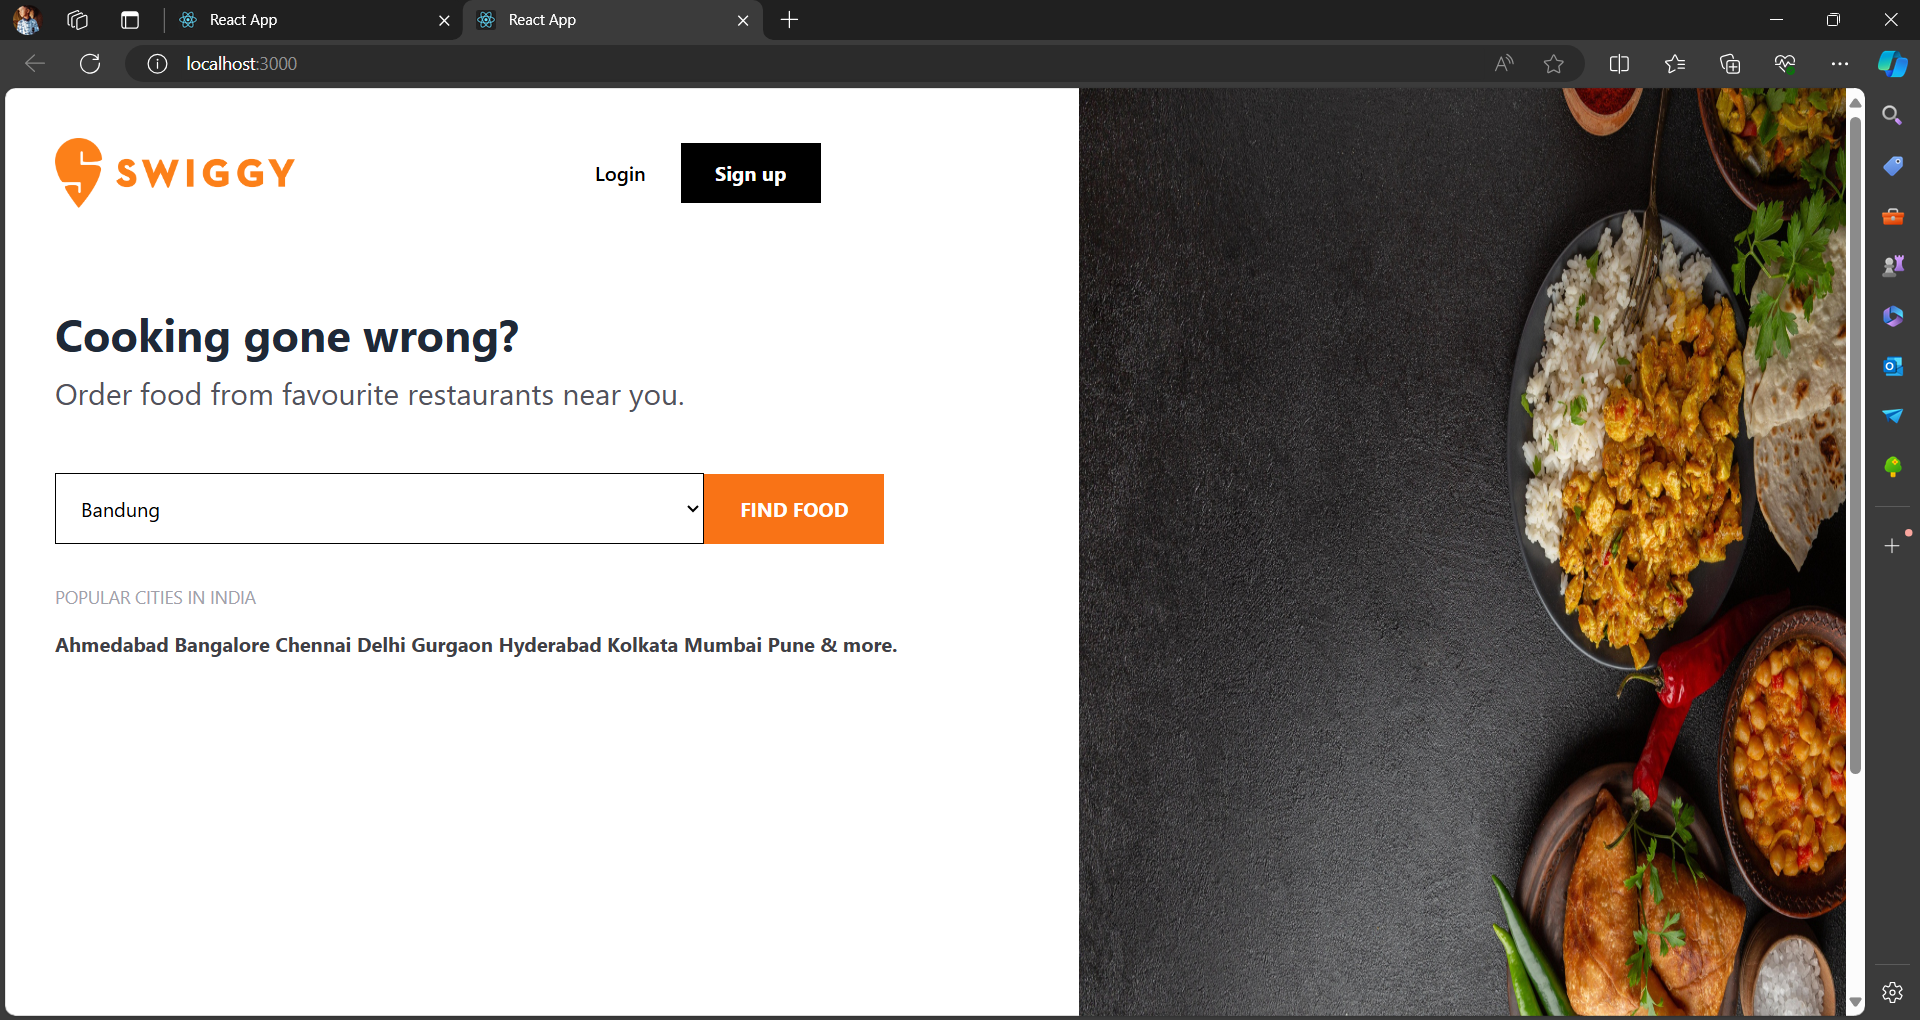 React App
React App
localhost:3000
SWIGGY
Login
Sign up
Cooking gone wrong?
Order food from favourite restaurants near you.
Bandung
FIND FOOD
POPULAR CITIES IN INDIA
Ahmedabad Bangalore Chennai Delhi Gurgaon Hyderabad Kolkata Mumbai Pune & more.